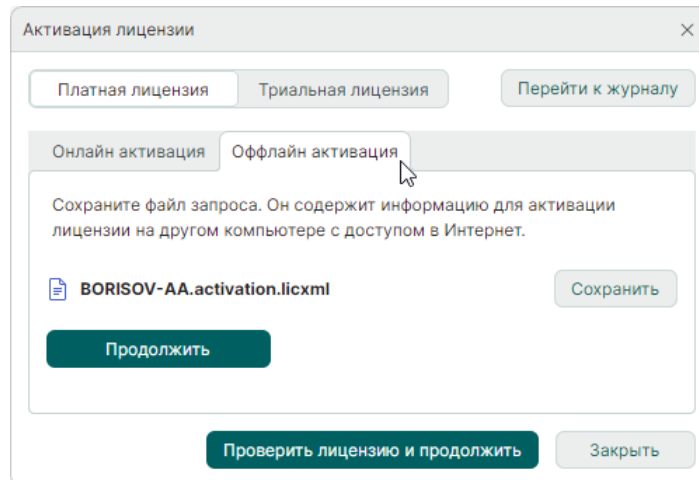 Активация лицензии
Платная лицензия
Триальная лицензия
Перейти к журналу
Онлайн активация
Оффлайн активация
Сохраните файл запроса. Он содержит информацию для активации
лицензии на другом компьютере с доступом в Интернет.
BORISOV-AA.activation.licxml
Сохранить
Продолжить
Проверить лицензию и продолжить
Закрыть